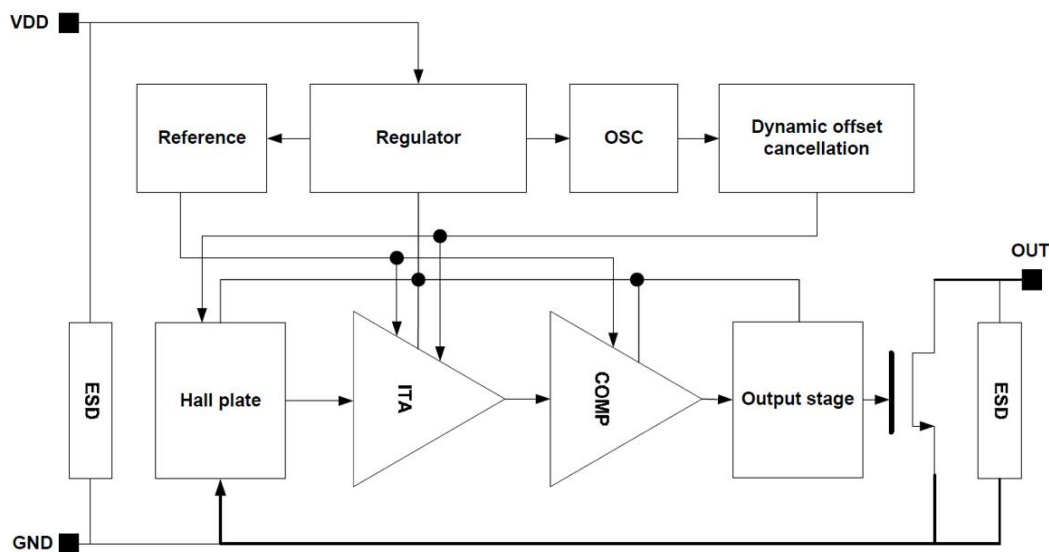 VDD
Reference
Regulator
OSC
Dynamic offset
cancellation
OUT
ESD
Hall plate
ITA
COMP
Output stage
ESD
GND